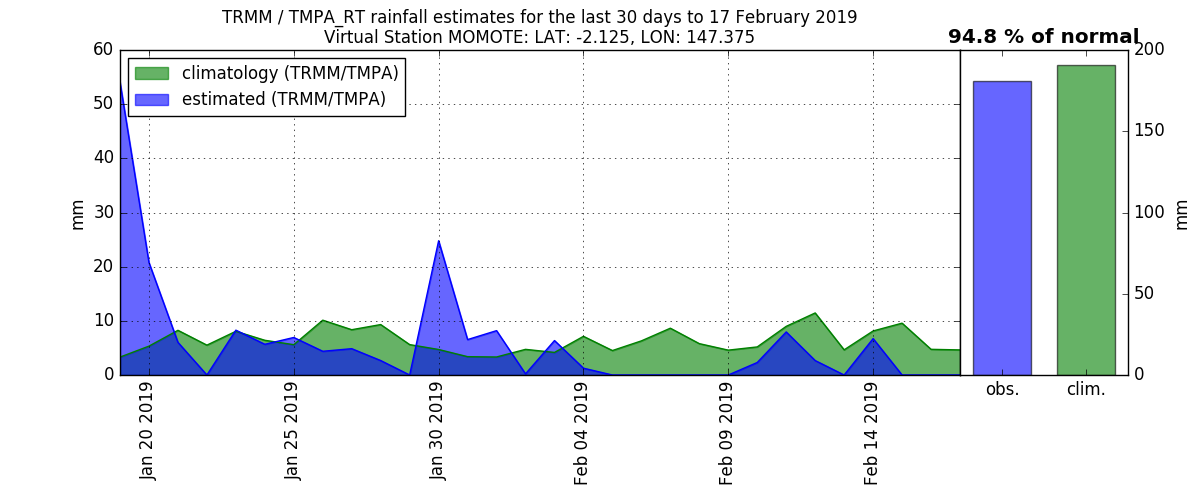 TRMM / TMPA_RT rainfall estimates for the last 30 days to 17 February 2019
Virtual Station MOMOTE: LAT: -2.125, LON: 147.375
94.8 % of normal
climatology (TRMM/TMPA)
estimated (TRMM/TMPA)
60
50
40
30
20
10
0
mm
Jan 20 2019
Jan 25 2019
Jan 30 2019
Feb 04 2019
Feb 09 2019
Feb 14 2019
200
150
100
50
0
mm
obs.
clim.